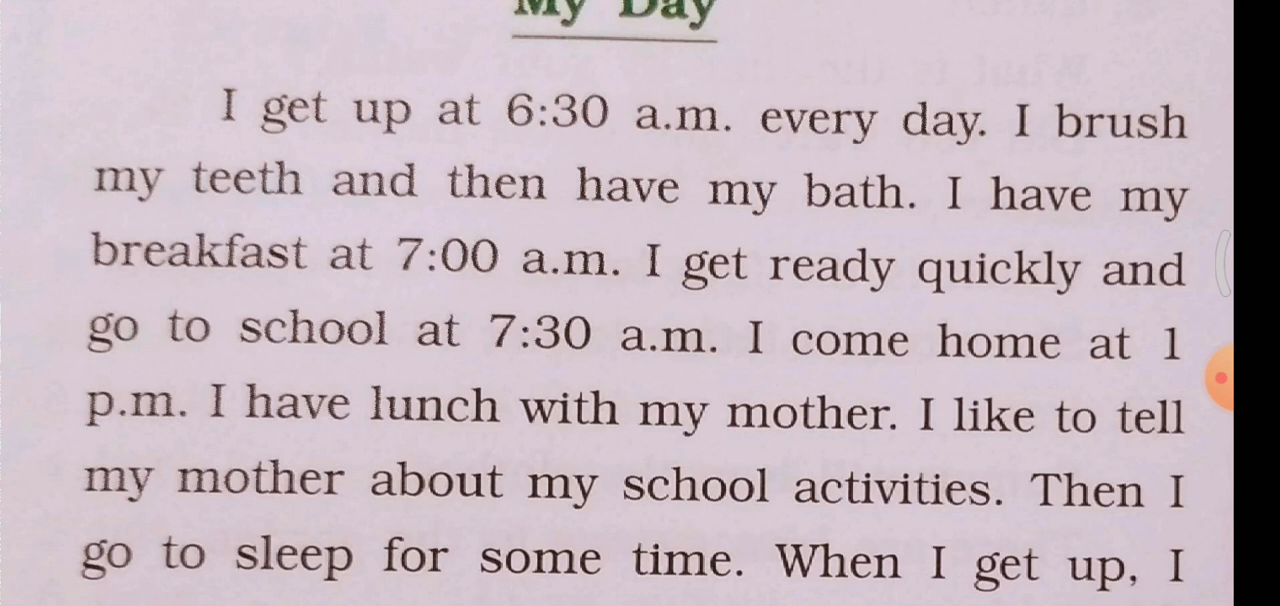 My Day
I get up at 6:30 a.m. every day. I brush
my teeth and then have my bath. I have my
breakfast at 7:00 a.m. I get ready quickly and
go to school at 7:30 a.m. I come home at 1
p.m. I have lunch with my mother. I like to tell
my mother about my school activities. Then I
go to sleep for some time. When I get up, I